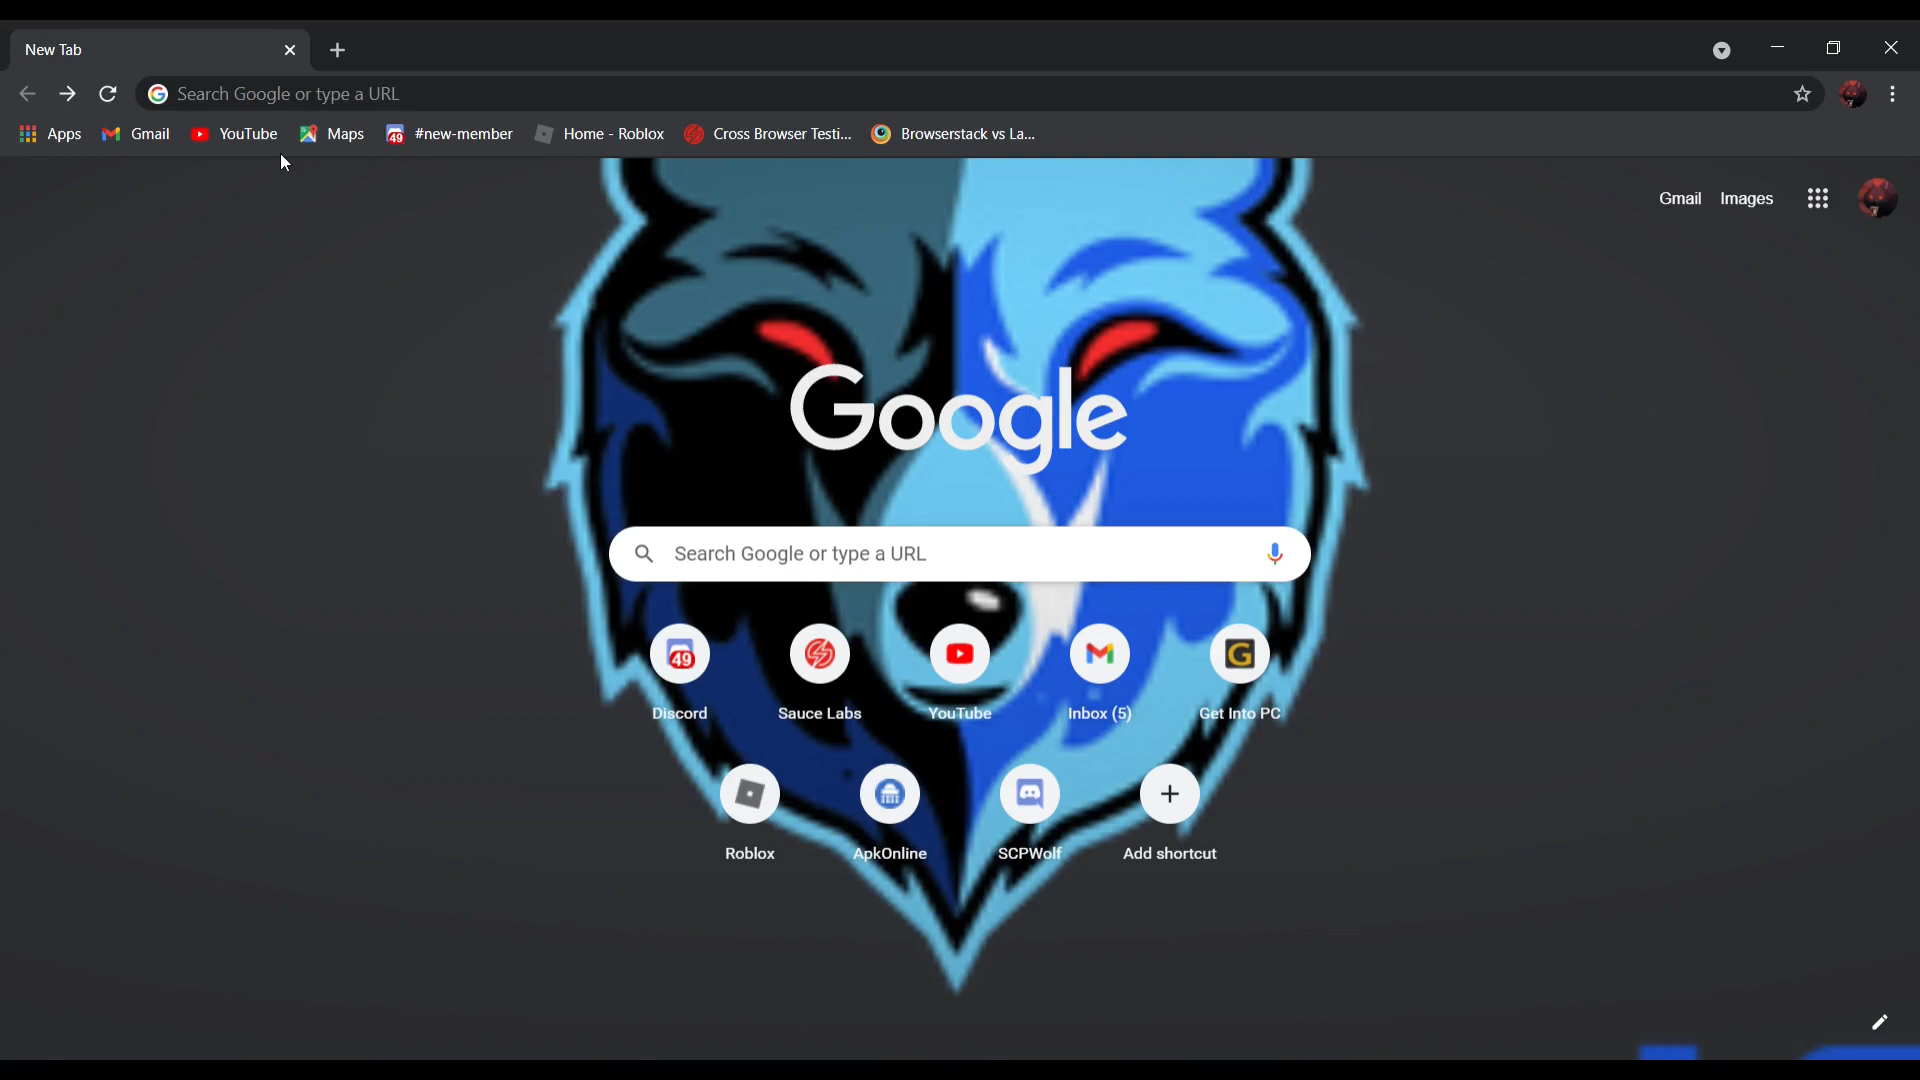 New Tab
Search Google or type a URL
Apps Gmail YouTube Maps 49 #new-member Home - Roblox Cross Browser Testi... Browserstack vs La...
Gmail Images
Google
Search Google or type a URL
49 G
Discord Sauce Labs YouTube Inbox (5) Get Into PC
Roblox ApkOnline SCPWolf Add shortcut